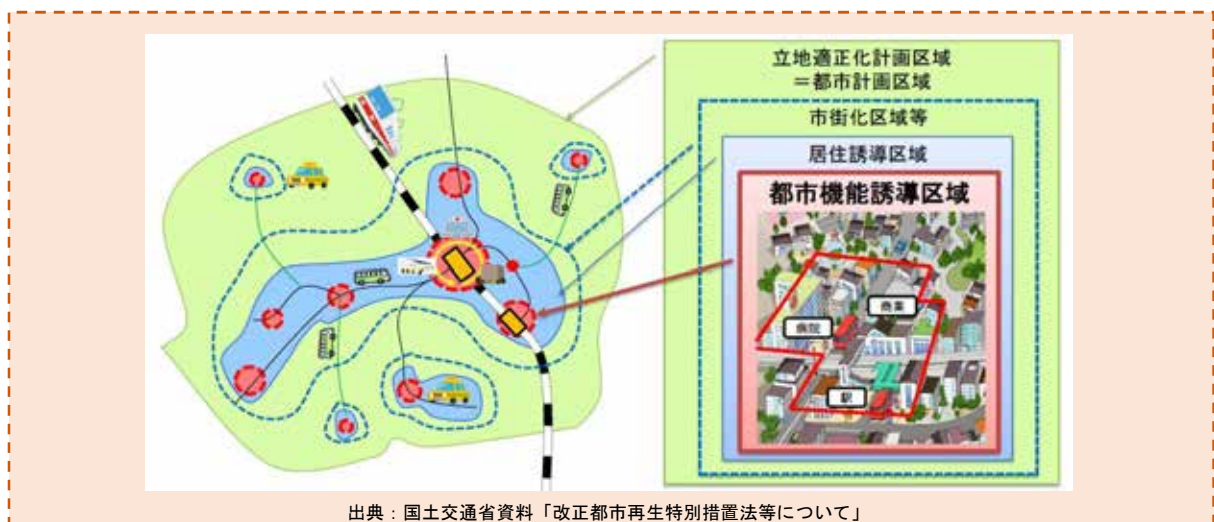 立地適正化計画区域
＝都市計画区域
市街化区域等
居住誘導区域
都市機能誘導区域
商業
病院
駅
出典：国土交通省資料「改正都市再生特別措置法等について」